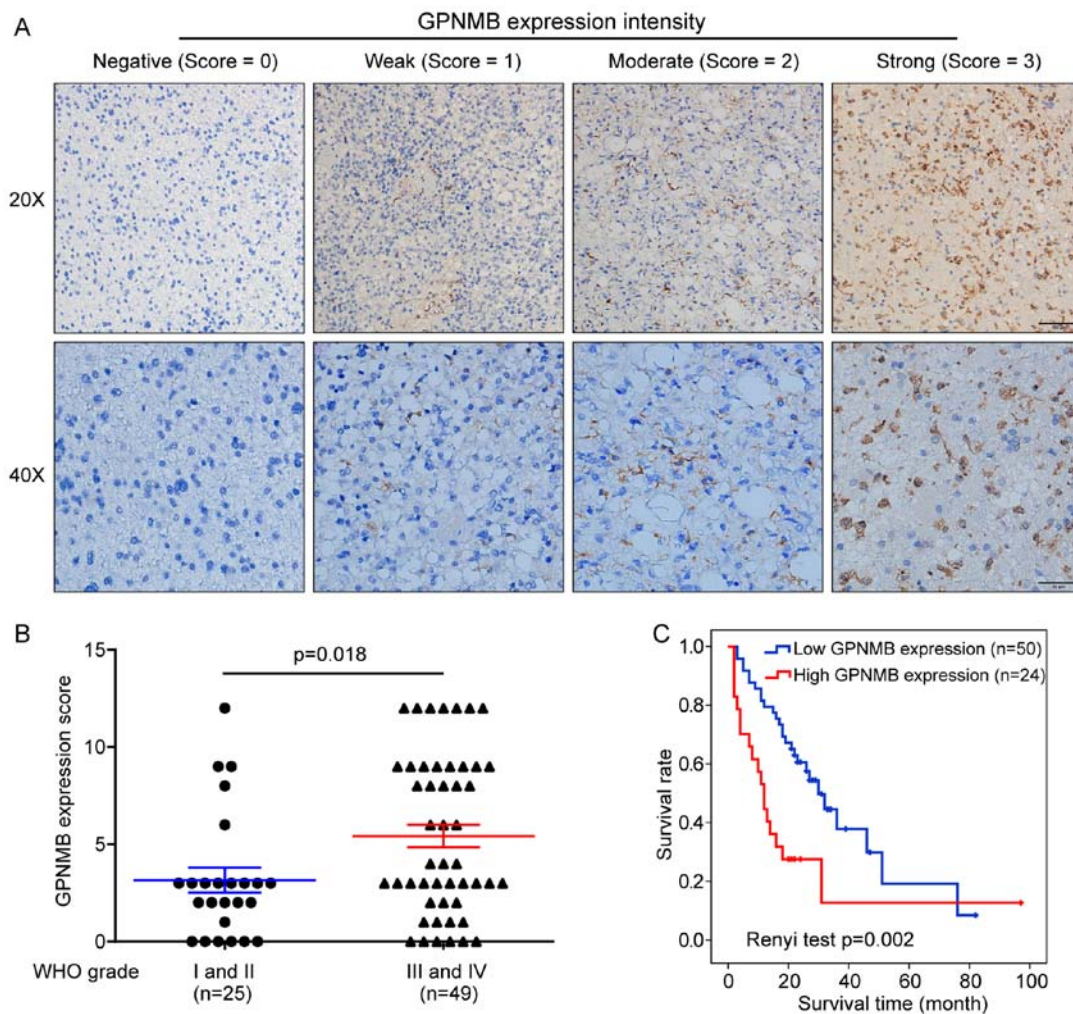 A
GPNMB expression intensity
Negative (Score = 0) Weak (Score = 1) Moderate (Score = 2) Strong (Score = 3)
20X
40X
B
p=0.018
GPNMB expression score
15
10
5
0
WHO grade I and II III and IV
(n=25) (n=49)
C
Low GPNMB expression (n=50)
High GPNMB expression (n=24)
Survival rate
1.0
0.8
0.6
0.4
0.2
0.0
Renyi test p=0.002
0 20 40 60 80 100
Survival time (month)